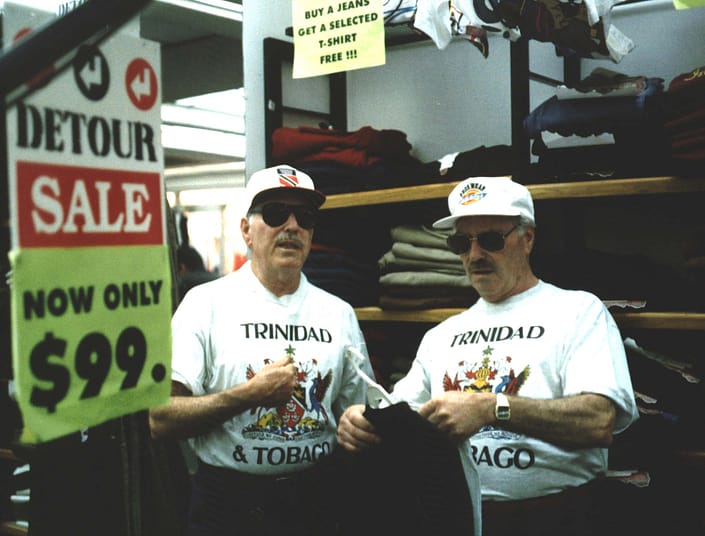 BUY A JEANS
GET A SELECTED
T-SHIRT
FREE !!!
DETOUR
SALE
NOW ONLY
$99.
TRINIDAD
& TOBAGO
TRINIDAD
BAGO